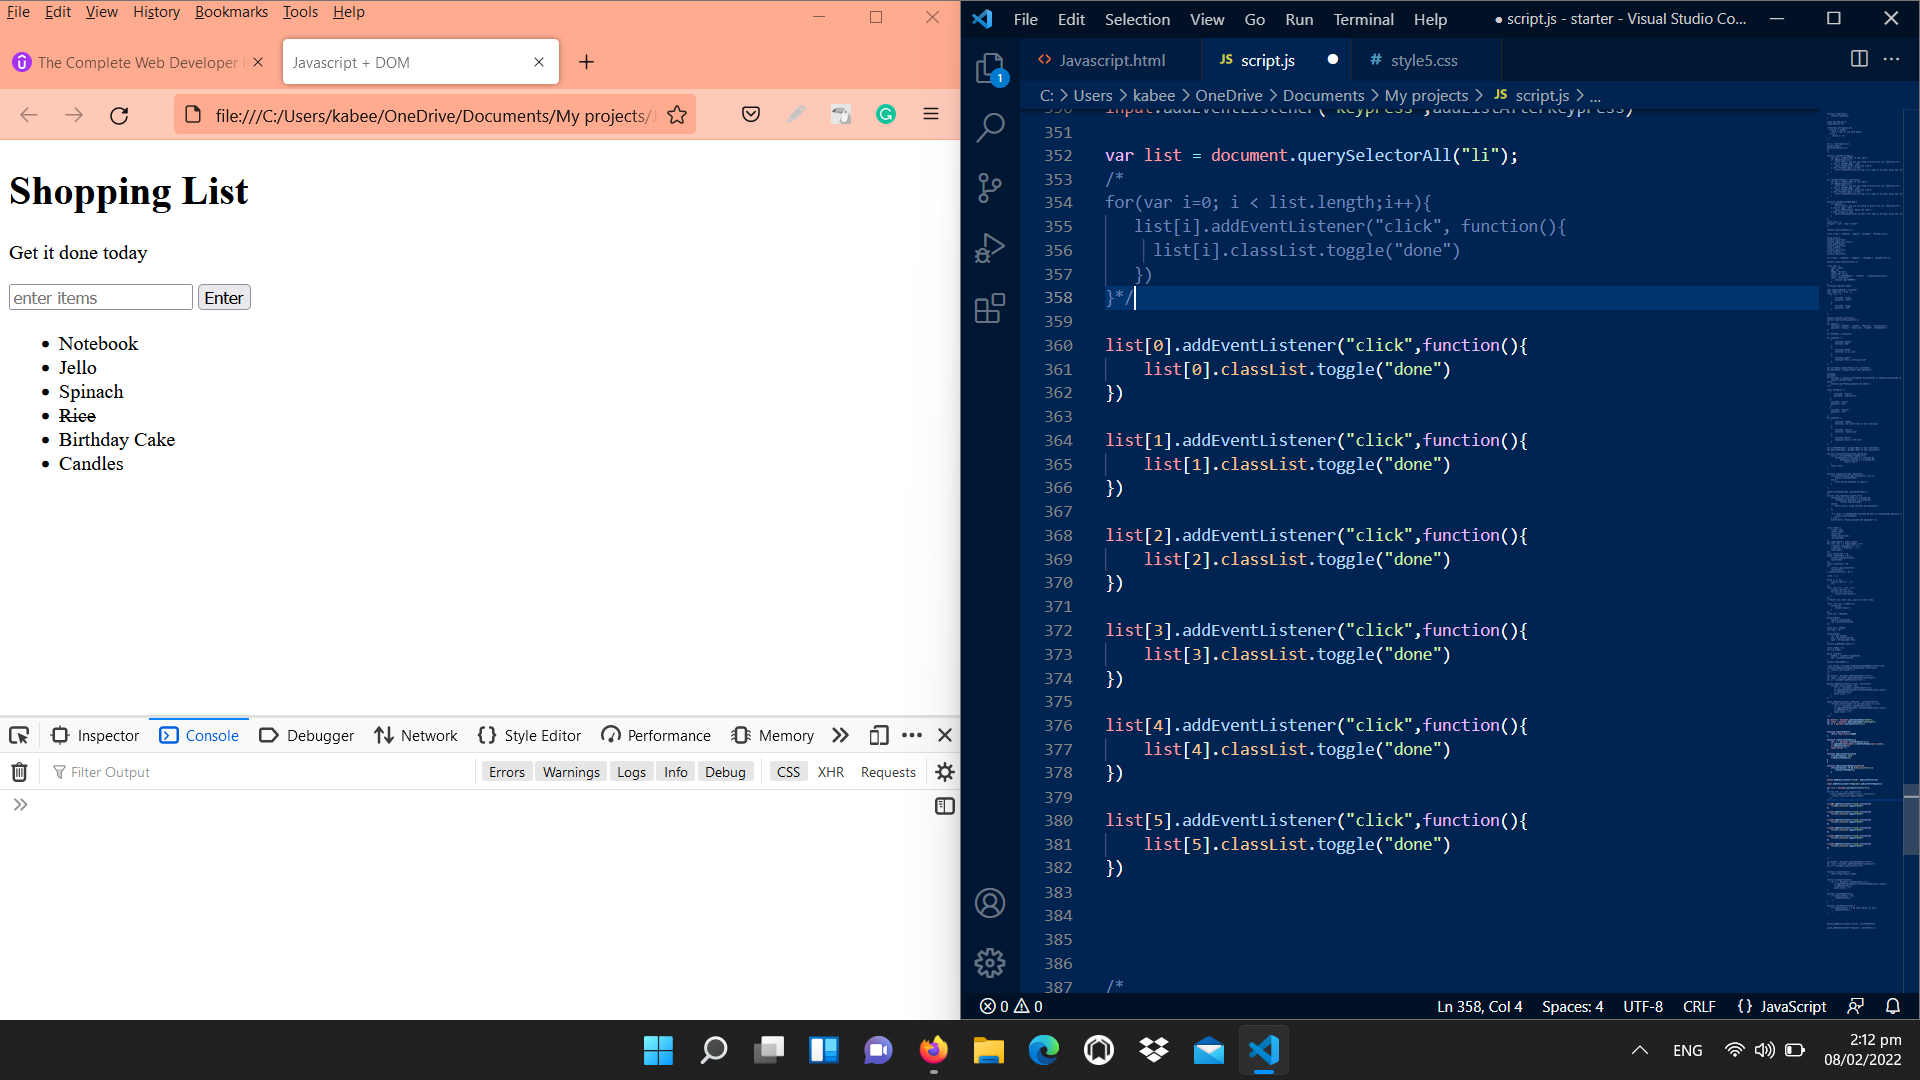 File Edit View History Bookmarks Tools Help
The Complete Web Developer i
Javascript + DOM
file:///C:/Users/kabee/OneDrive/Documents/My projects/J
Shopping List
Get it done today
enter items Enter
Notebook
Jello
Spinach
Rice
Birthday Cake
Candles
Inspector Console Debugger Network Style Editor Performance Memory
Filter Output Errors Warnings Logs Info Debug CSS XHR Requests
File Edit Selection View Go Run Terminal Help ● script.js - starter - Visual Studio Co...
1
Javascript.html JS script.js # style5.css
C: > Users > kabee > OneDrive > Documents > My projects > JS script.js > ...
350 input.addEventListener("keypress",addListAfterKeypress)
351
352 var list = document.querySelectorAll("li");
353 /*
354 for(var i=0; i < list.length;i++){
355 list[i].addEventListener("click", function(){
356 list[i].classList.toggle("done")
357 })
358 }*/
359
360 list[0].addEventListener("click",function(){
361 list[0].classList.toggle("done")
362 })
363
364 list[1].addEventListener("click",function(){
365 list[1].classList.toggle("done")
366 })
367
368 list[2].addEventListener("click",function(){
369 list[2].classList.toggle("done")
370 })
371
372 list[3].addEventListener("click",function(){
373 list[3].classList.toggle("done")
374 })
375
376 list[4].addEventListener("click",function(){
377 list[4].classList.toggle("done")
378 })
379
380 list[5].addEventListener("click",function(){
381 list[5].classList.toggle("done")
382 })
383
384
385
386
387 /*
0 0 Ln 358, Col 4 Spaces: 4 UTF-8 CRLF {} JavaScript
ENG 2:12 pm
08/02/2022